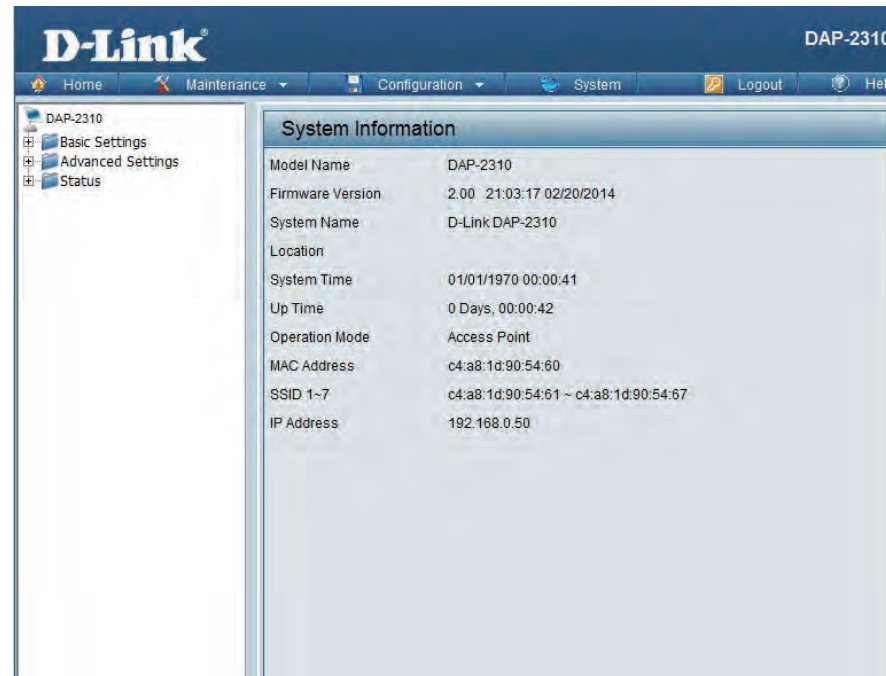 D-Link®
DAP-2310
Home Maintenance Configuration System Logout Hel
DAP-2310
Basic Settings
Advanced Settings
Status
System Information
Model Name DAP-2310
Firmware Version 2.00 21:03:17 02/20/2014
System Name D-Link DAP-2310
Location
System Time 01/01/1970 00:00:41
Up Time 0 Days, 00:00:42
Operation Mode Access Point
MAC Address c4:a8:1d:90:54:60
SSID 1~7 c4:a8:1d:90:54:61 ~ c4:a8:1d:90:54:67
IP Address 192.168.0.50